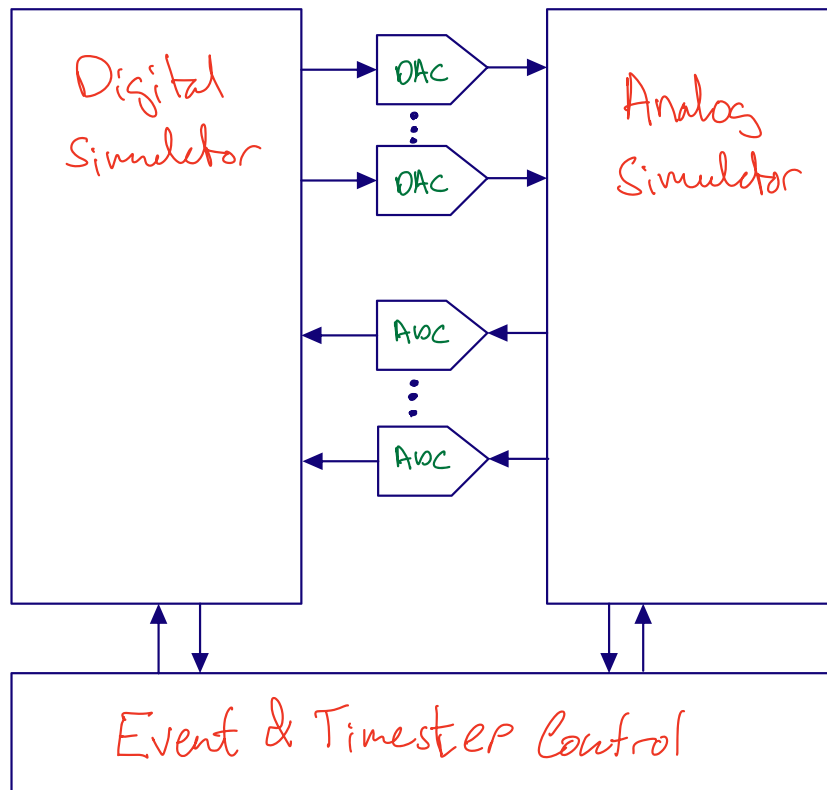 Digital
Simulator
DAC
DAC
ADC
ADC
Analog
Simulator
Event & Timestep Control